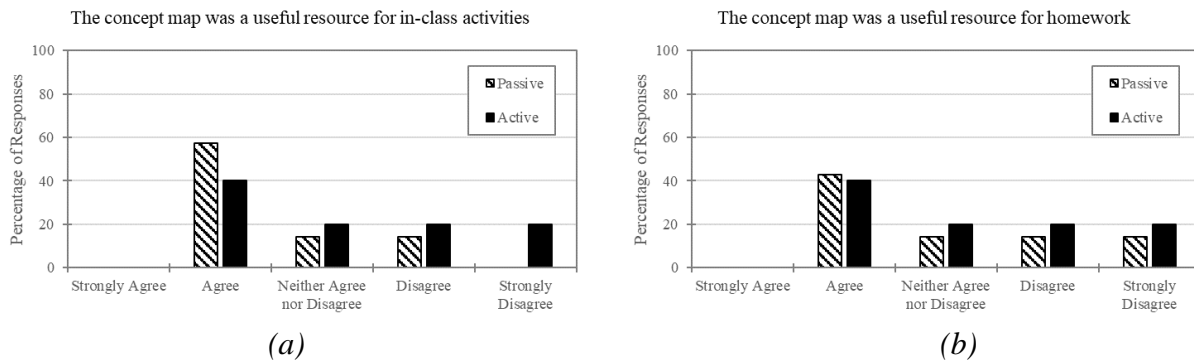 The concept map was a useful resource for in-class activities
100
80
60
40
20
0
Percentage of Responses
Passive
Active
Strongly Agree
Agree
Neither Agree
nor Disagree
Disagree
Strongly
Disagree
(a)
The concept map was a useful resource for homework
100
80
60
40
20
0
Percentage of Responses
Passive
Active
Strongly Agree
Agree
Neither Agree
nor Disagree
Disagree
Strongly
Disagree
(b)